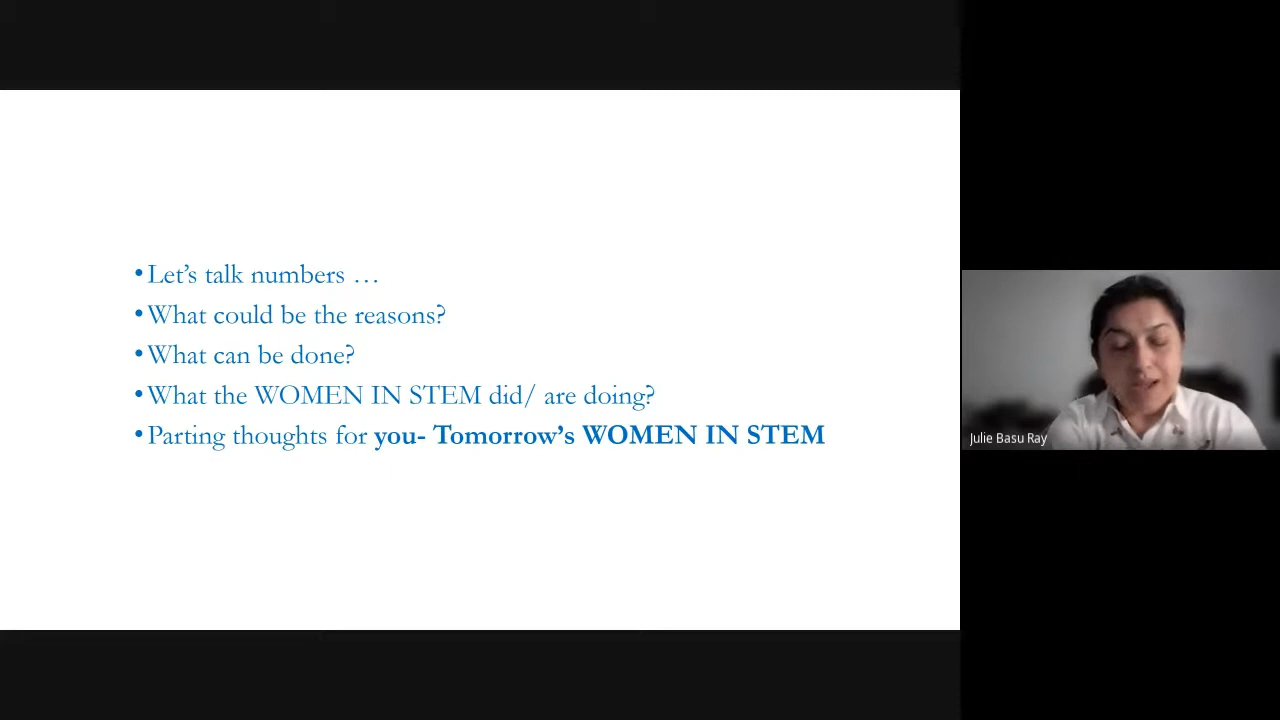 •Let’s talk numbers …
•What could be the reasons?
•What can be done?
•What the WOMEN IN STEM did/ are doing?
•Parting thoughts for you- Tomorrow’s WOMEN IN STEM
Julie Basu Ray